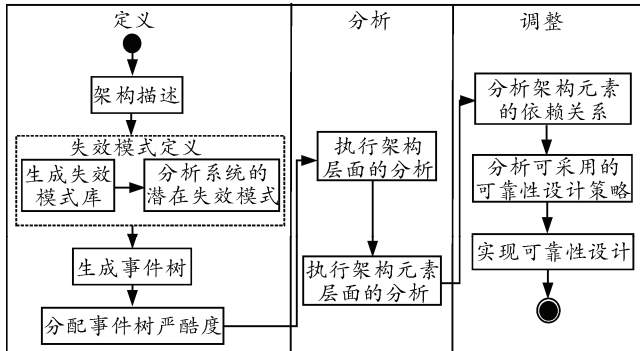 定义
架构描述
失效模式定义
生成失效
模式库
分析系统的
潜在失效模式
生成事件树
分配事件树严酷度
分析
执行架构
层面的分析
执行架构元素
层面的分析
调整
分析架构元素
的依赖关系
分析可采用的
可靠性设计策略
实现可靠性设计